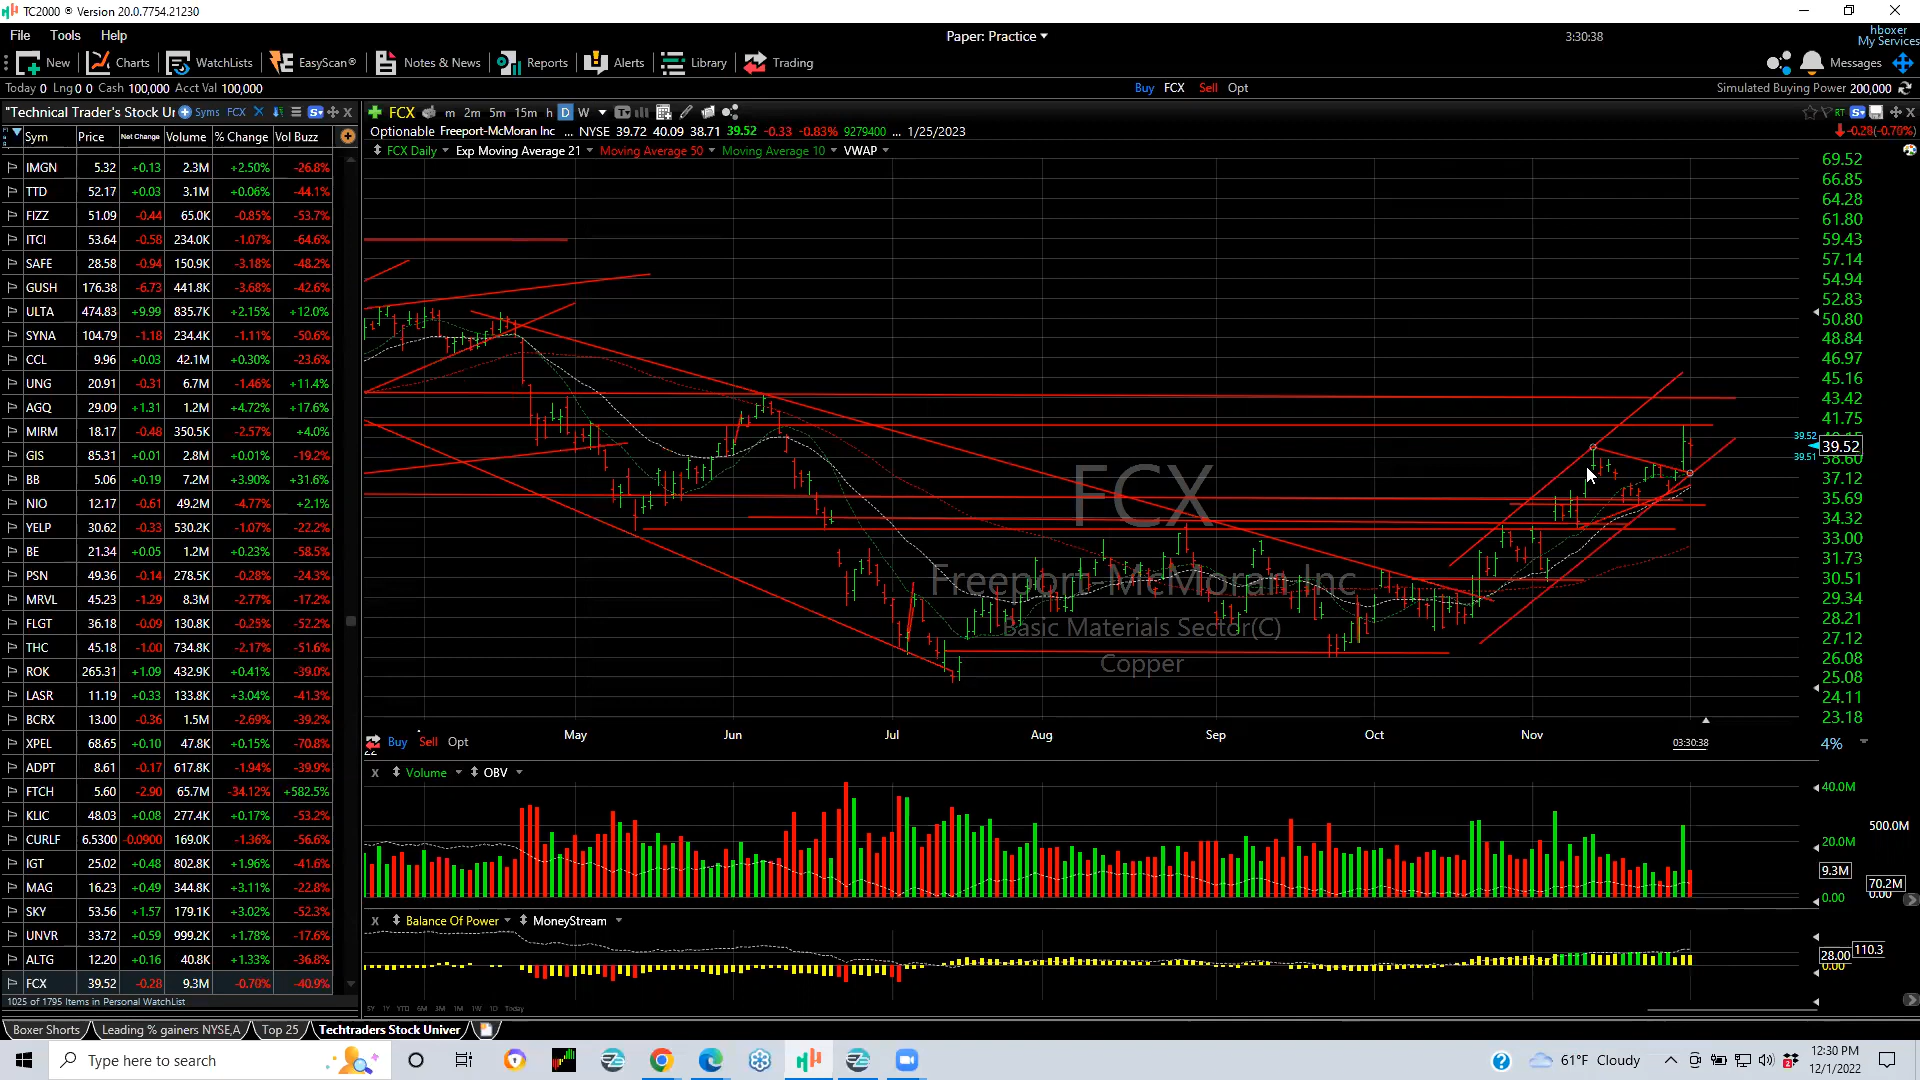 TC2000 ® Version 20.0.7754.21230
File Tools Help
Paper: Practice
3:30:38
hboxer
My Services
New Charts WatchLists EasyScan® Notes & News Reports Alerts Library Trading
Messages
Today 0 Lng 0 0 Cash 100,000 Acct Val 100,000
Buy FCX Sell Opt
Simulated Buying Power 200,000
"Technical Trader's Stock Ur Syms FCX
FCX m 2m 5m 15m h D W
RT
Optionable Freeport-McMoran Inc ... NYSE 39.72 40.09 38.71 39.52 -0.33 -0.83% 9279400 ... 1/25/2023
-0.28(-0.70%)
Sym Price Net Change Volume % Change Vol Buzz
FCX Daily Exp Moving Average 21 Moving Average 50 Moving Average 10 VWAP
IMGN 5.32 +0.13 2.3M +2.50% -26.8%
TTD 52.17 +0.03 3.1M +0.06% -44.1%
FIZZ 51.09 -0.44 65.0K -0.85% -53.7%
ITCI 53.64 -0.58 234.0K -1.07% -64.6%
SAFE 28.58 -0.94 150.9K -3.18% -48.2%
GUSH 176.38 -6.73 441.8K -3.68% -42.6%
ULTA 474.83 +9.99 835.7K +2.15% +12.0%
SYNA 104.79 -1.18 234.4K -1.11% -50.6%
CCL 9.96 +0.03 42.1M +0.30% -23.6%
UNG 20.91 -0.31 6.7M -1.46% +11.4%
AGQ 29.09 +1.31 1.2M +4.72% +17.6%
MIRM 18.17 -0.48 350.5K -2.57% +4.0%
GIS 85.31 +0.01 2.8M +0.01% -19.2%
BB 5.06 +0.19 7.2M +3.90% +31.6%
NIO 12.17 -0.61 49.2M -4.77% +2.1%
YELP 30.62 -0.33 530.2K -1.07% -22.2%
BE 21.34 +0.05 1.2M +0.23% -58.5%
PSN 49.36 -0.14 278.5K -0.28% -24.3%
MRVL 45.23 -1.29 8.3M -2.77% -17.2%
FLGT 36.18 -0.09 130.8K -0.25% -52.2%
THC 45.18 -1.00 734.8K -2.17% -51.6%
ROK 265.31 +1.09 432.9K +0.41% -39.0%
LASR 11.19 +0.33 133.8K +3.04% -41.3%
BCRX 13.00 -0.36 1.5M -2.69% -39.2%
XPEL 68.65 +0.10 47.8K +0.15% -70.8%
ADPT 8.61 -0.17 617.8K -1.94% -39.9%
FTCH 5.60 -2.90 65.7M -34.12% +582.5%
KLIC 48.03 +0.08 277.4K +0.17% -53.2%
CURLF 6.5300 -0.0900 169.0K -1.36% -56.6%
IGT 25.02 +0.48 802.8K +1.96% -41.6%
MAG 16.23 +0.49 344.8K +3.11% -22.8%
SKY 53.56 +1.57 179.1K +3.02% -52.3%
UNVR 33.72 +0.59 999.2K +1.78% -17.6%
ALTG 12.20 +0.16 40.8K +1.33% -36.8%
FCX 39.52 -0.28 9.3M -0.70% -40.9%
1025 of 1795 Items in Personal WatchList
FCX
Freeport-McMoran Inc
Basic Materials Sector(C)
Copper
69.52
66.85
64.28
61.80
59.43
57.14
54.94
52.83
50.80
48.84
46.97
45.16
43.42
41.75
39.52
39.52
39.51
38.60
37.12
35.69
34.32
33.00
31.73
30.51
29.34
28.21
27.12
26.08
25.08
24.11
23.18
May Jun Jul Aug Sep Oct Nov
Buy Sell Opt
03:30:38
4%
Volume OBV
40.0M
500.0M
20.0M
9.3M
70.2M
0.00
0.00
Balance Of Power MoneyStream
110.3
28.00
0.00
5Y 1Y YTD 6M 3M 1M 1W 1D Today
Boxer Shorts Leading % gainers NYSE,A Top 25 Techtraders Stock Univer
Type here to search
61°F Cloudy
12:30 PM
12/1/2022